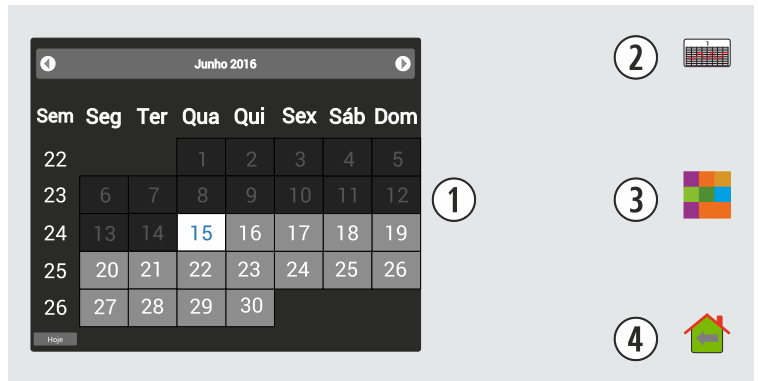 Junho 2016
Sem Seg Ter Qua Qui Sex Sáb Dom
22 1 2 3 4 5
23 6 7 8 9 10 11 12
24 13 14 15 16 17 18 19
25 20 21 22 23 24 25 26
26 27 28 29 30
Hoje
1
2
1
3
4